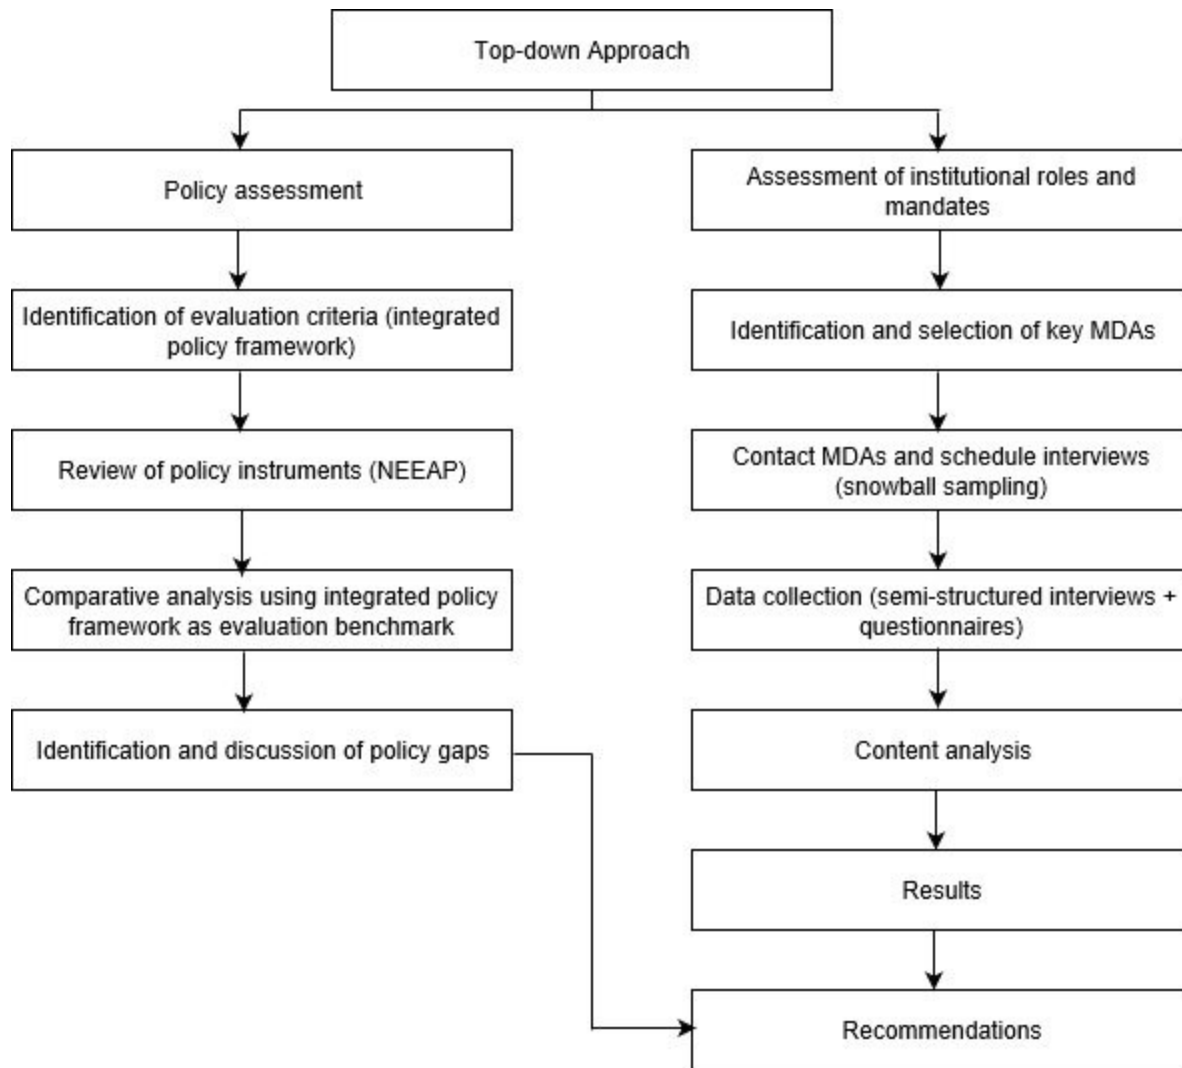 Top-down Approach
Policy assessment
Assessment of institutional roles and
mandates
Identification of evaluation criteria (integrated
policy framework)
Identification and selection of key MDAs
Review of policy instruments (NEEAP)
Contact MDAs and schedule interviews
(snowball sampling)
Comparative analysis using integrated policy
framework as evaluation benchmark
Data collection (semi-structured interviews +
questionnaires)
Identification and discussion of policy gaps
Content analysis
Results
Recommendations